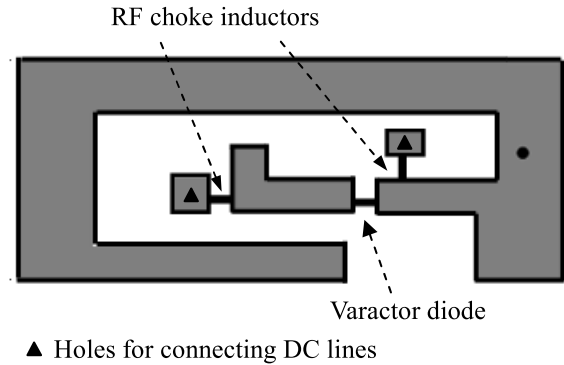 RF choke inductors
Varactor diode
▲ Holes for connecting DC lines